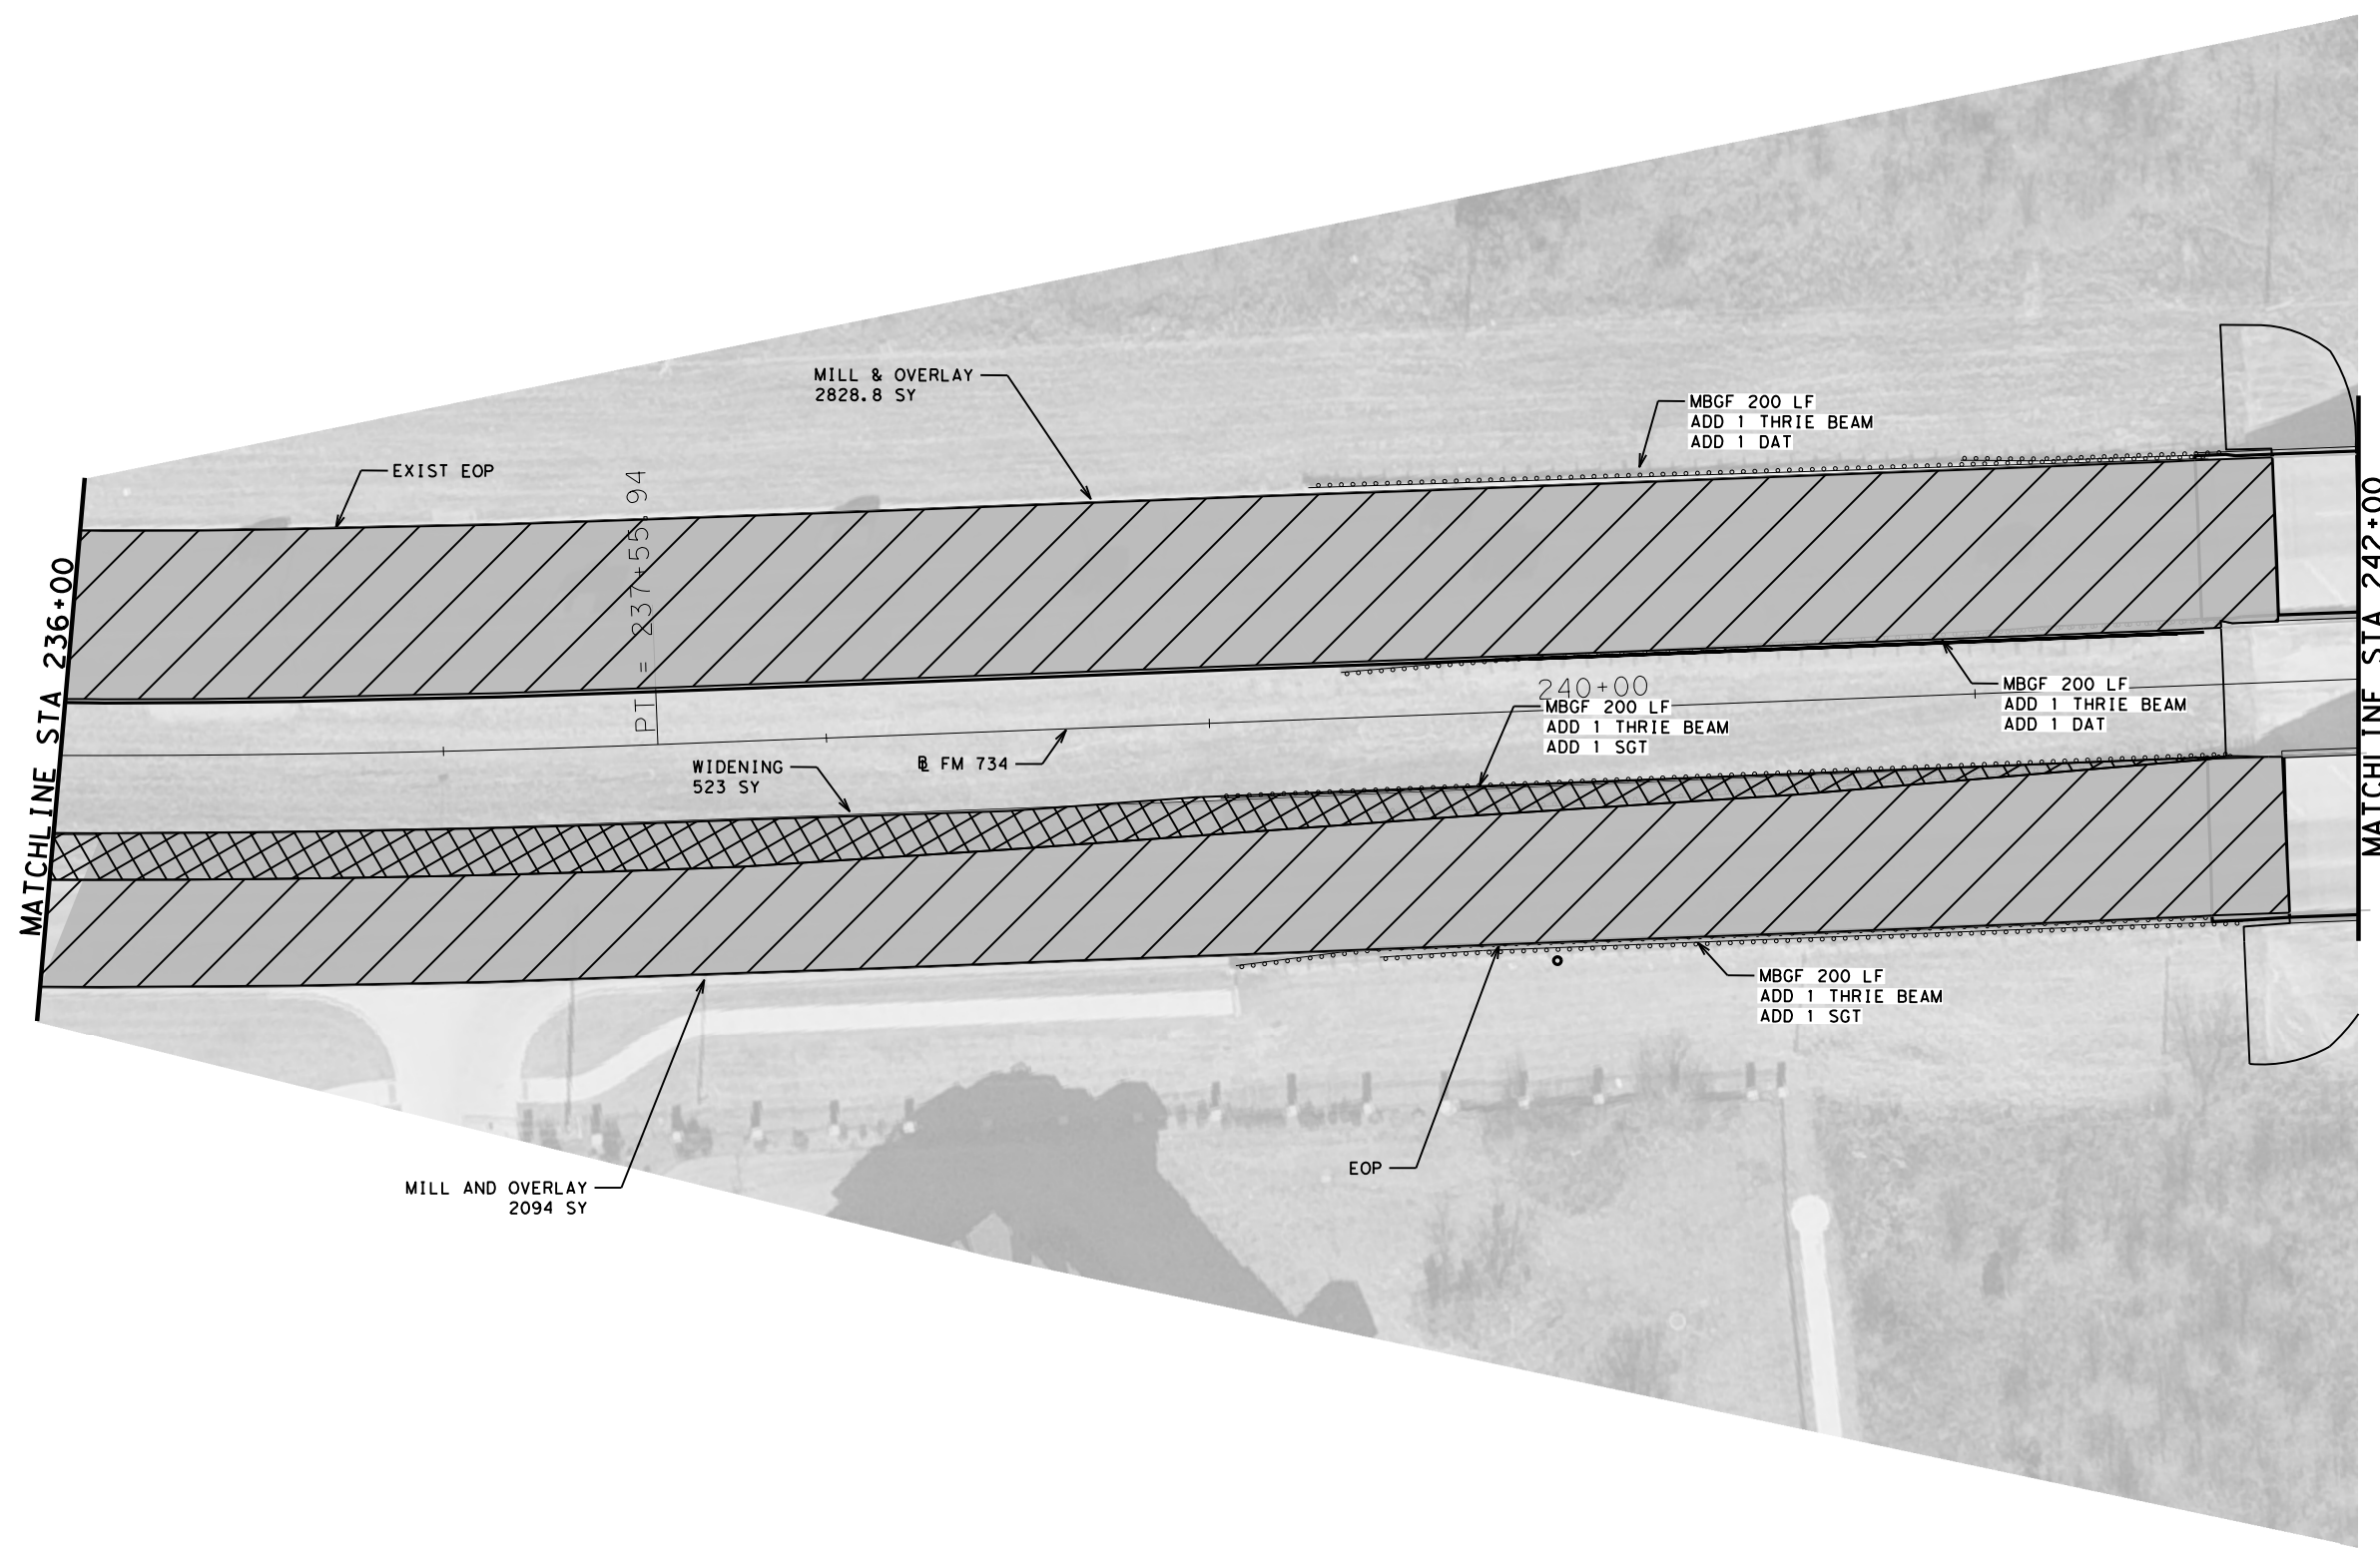 MILL & OVERLAY
2828.8 SY
MBGF 200 LF
ADD 1 THRIE BEAM
ADD 1 DAT
EXIST EOP
PT = 237+55.94
MATCHLINE STA 236+00
MATCHLINE STA 242+00
240+00
MBGF 200 LF
ADD 1 THRIE BEAM
ADD 1 SGT
MBGF 200 LF
ADD 1 THRIE BEAM
ADD 1 DAT
WIDENING
523 SY
BL FM 734
MBGF 200 LF
ADD 1 THRIE BEAM
ADD 1 SGT
EOP
MILL AND OVERLAY
2094 SY